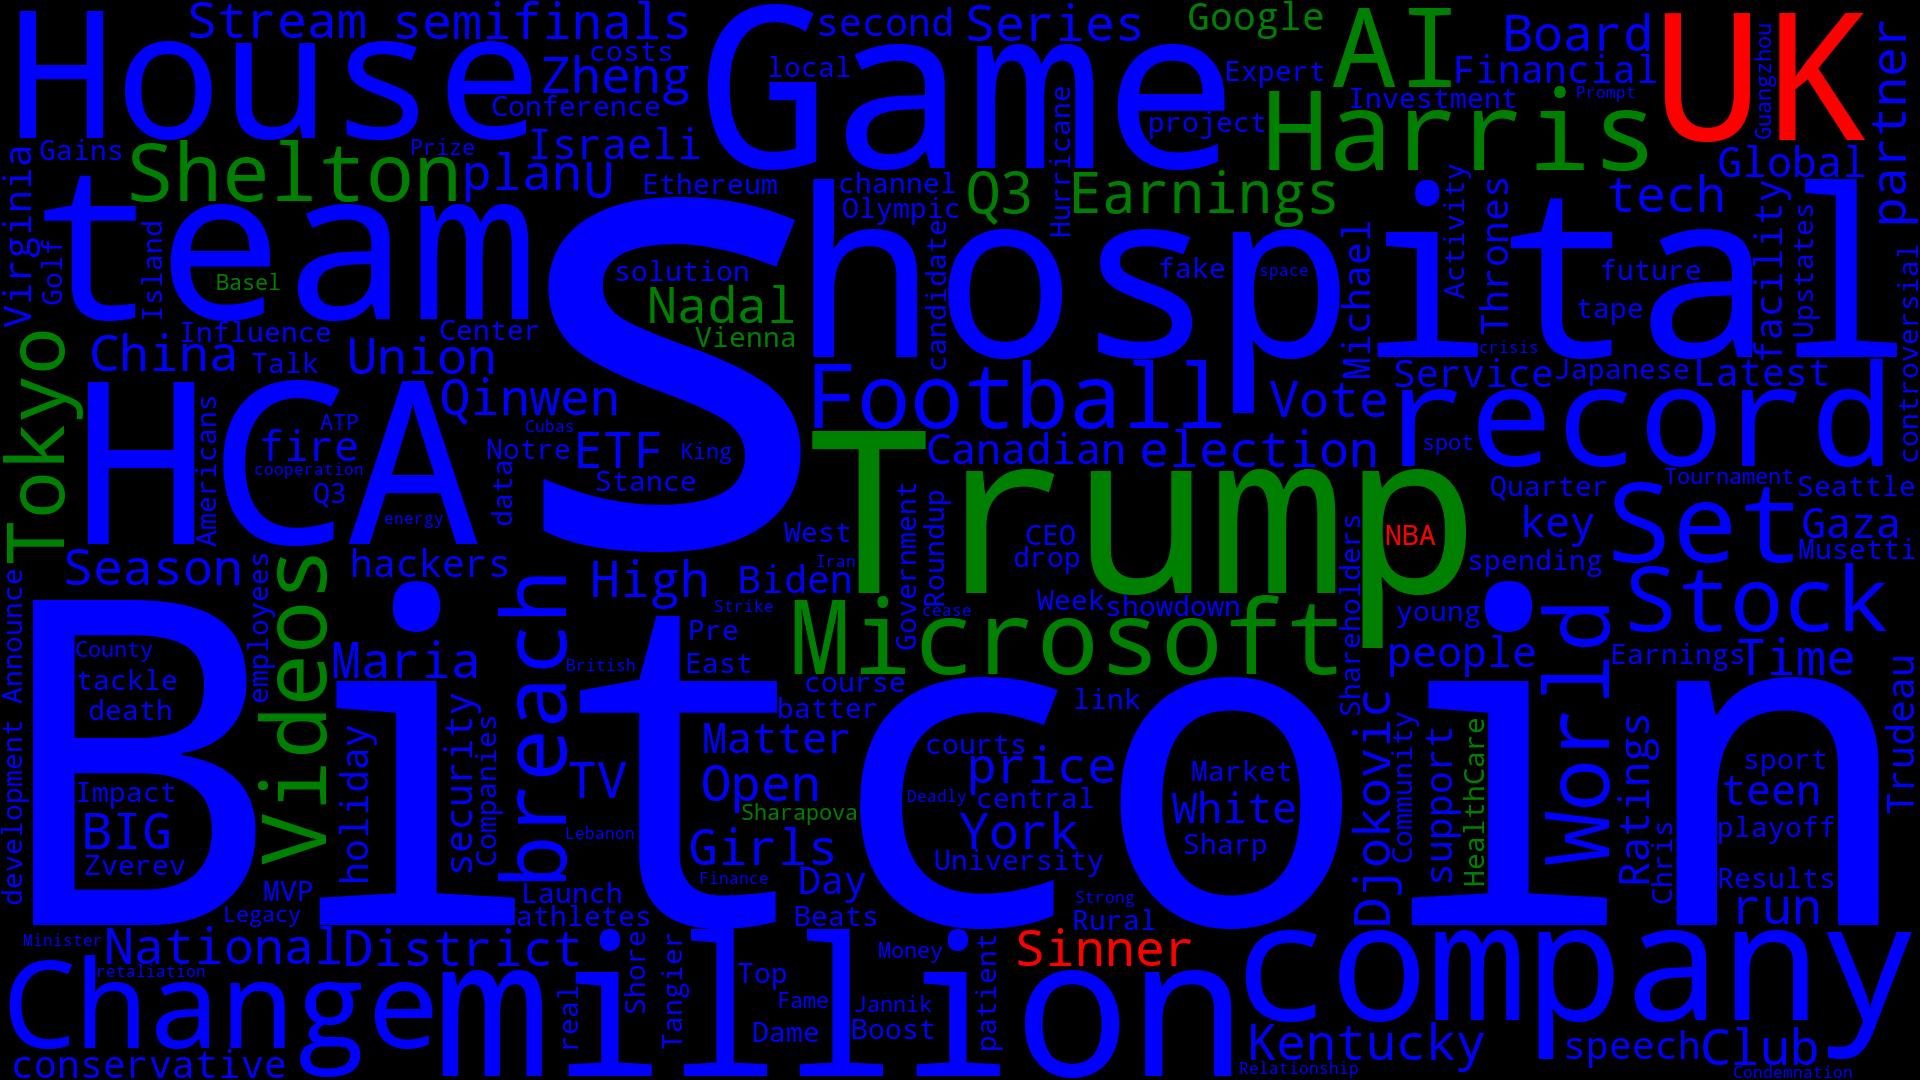 House
Stream
semifinals
Game
second
Series
Google
AI
Board
UK
Guangzhou
partner
costs
Zheng
local
Expert
Financial
Conference
project
Harris
Investment
Prompt
Hurricane
Gains
Shelton
Prize
Israeli
planU
Ethereum
channel
Q3 Earnings
Global
Virginia
team
Olympic
hospital
tech
Activity
Thrones
facility
Upstates
Golf
Island
Basel
S
solution
Nadal
Vienna
candidate
fake
space
Michael
future
tape
controversial
Tokyo
Influence
Center
China
Talk
Union
crisis
Football
Vote
Service
Japanese
Latest
record
HCA
Qinwen
Americans
ATP
fire
cooperation
Q3
energy
Cubas
Notre
ETF
King
Stance
data
Trump
Canadian
election
spot
Tournament
Quarter
Seattle
Set
Gaza
Musetti
key
West
Government
Roundup
CEO
drop
NBA
Shareholders
spending
Season
hackers
High
Biden
Iran
Announce
employees
Videos
breach
Strike
Microsoft
cease
Week
showdown
young
Stock
World
Bitcoin
County
tackle
death
Maria
Pre
East
British
course
batter
link
people
Earnings
Time
Trudeau
development
holiday
security
Companies
TV
Matter
Open
Sharapova
courts
price
central
Deadly
Market
White
Sharp
Djokovic
Community
support
HealthCare
Ratings
Chris
sport
teen
playoff
Results
run
Impact
BIG
Zverev
Lebanon
Girls
York
University
MVP
Legacy
Launch
athletes
Finance
Day
Beats
Strong
Rural
Minister
National
District
Change
retaliation
million
Money
Sinner
company
real
Shore
Tangier
Top
Fame
Dame
Jannik
Boost
patient
conservative
Kentucky
Relationship
speech
Club
Condemnation